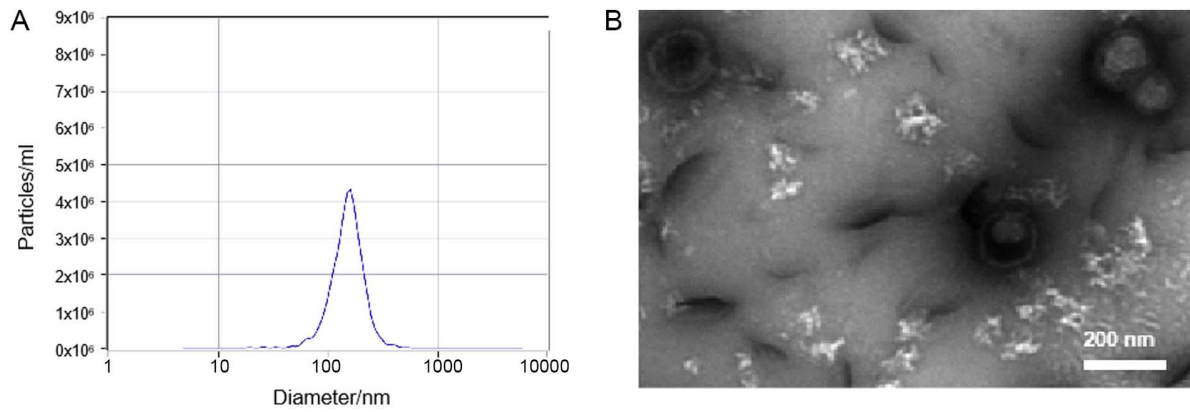 A
9x10⁶
8x10⁶
7x10⁶
6x10⁶
5x10⁶
4x10⁶
3x10⁶
2x10⁶
1x10⁶
0x10⁶
Particles/ml
1 10 100 1000 10000
Diameter/nm
B
200 nm